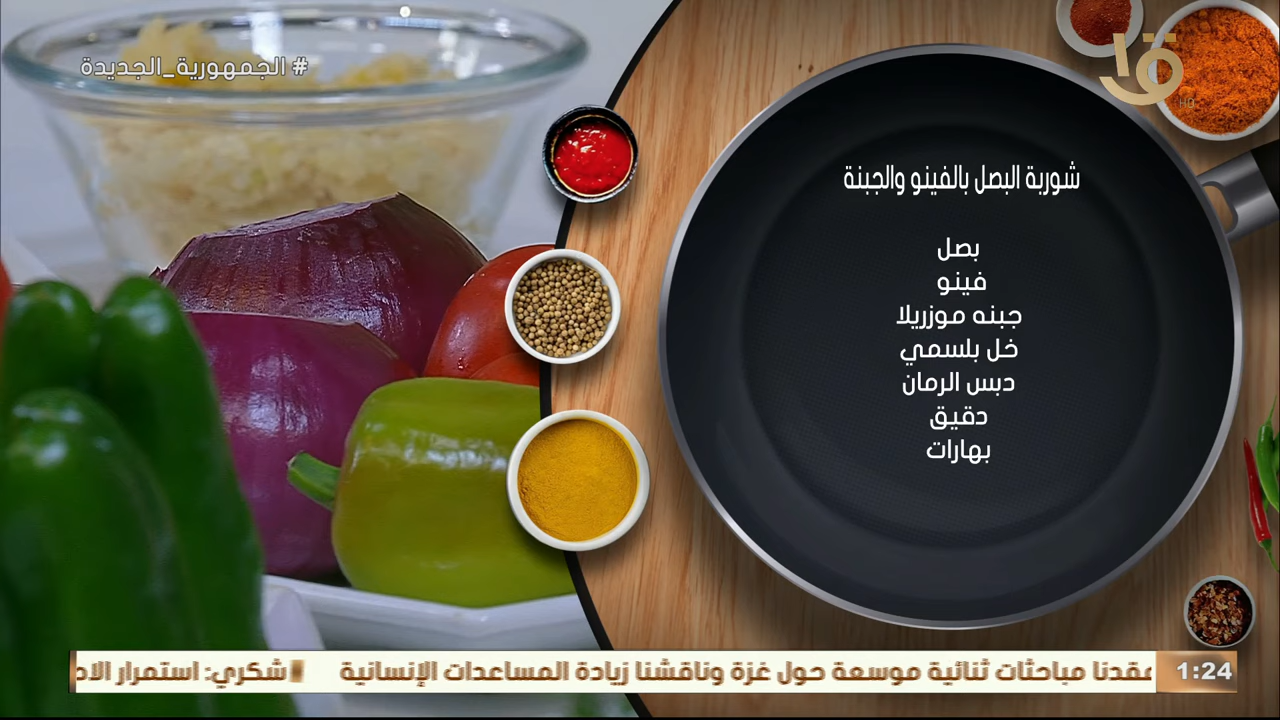 #الجمهورية_الجديدة
HD
شوربة البصل بالفينو والجبنة
بصل
فينو
جبنه موزريلا
خل بلسمي
دبس الرمان
دقيق
بهارات
عقدنا مباحثات ثنائية موسعة حول غزة وناقشنا زيادة المساعدات الإنسانية شكري: استمرار
1:24